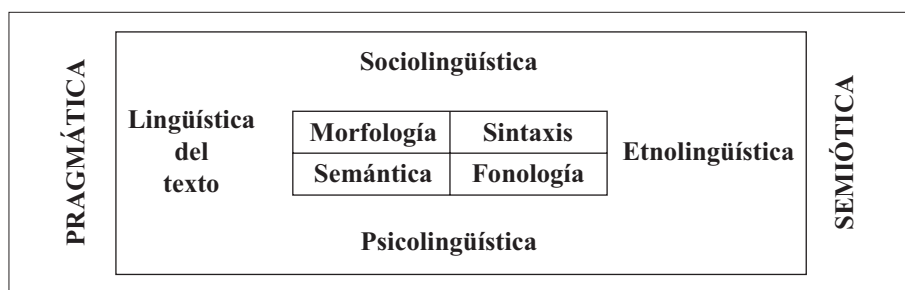 PRAGMÁTICA
Sociolingüística
Lingüística
del
texto
Morfología
Sintaxis
Semántica
Fonología
Etnolingüística
Psicolingüística
SEMIÓTICA